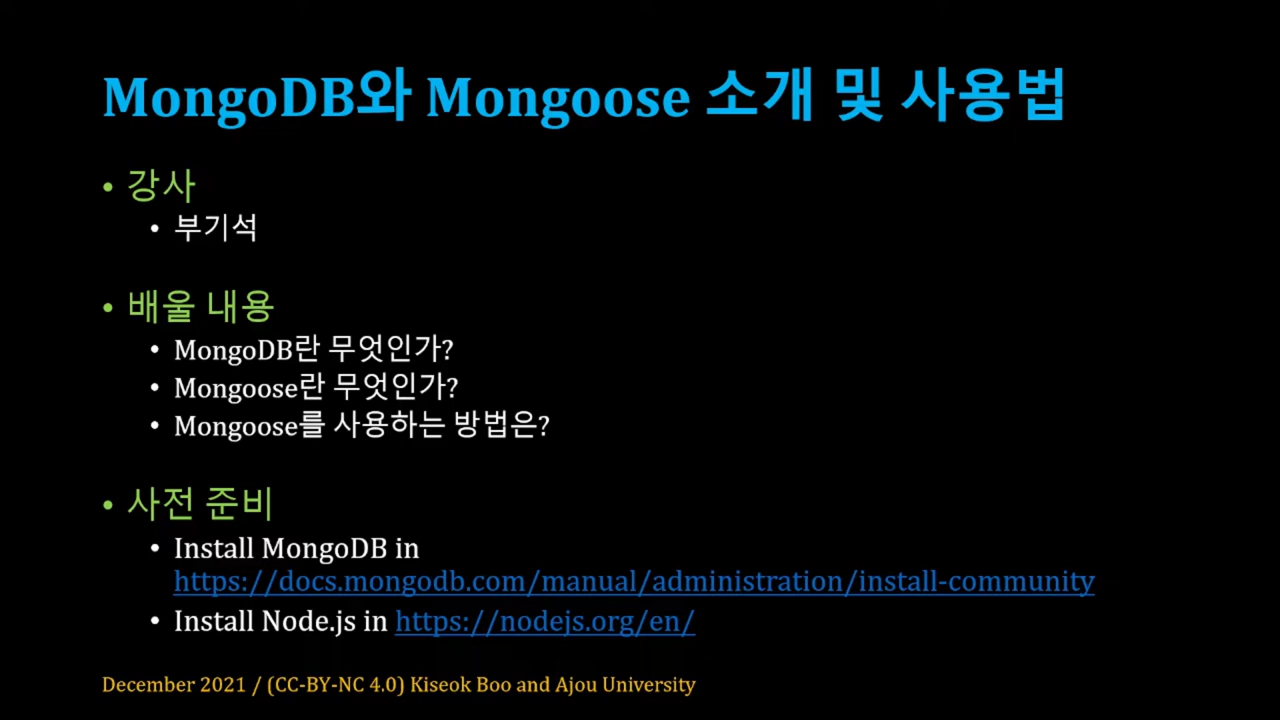 MongoDB와 Mongoose 소개 및 사용법
• 강사
• 부기석
• 배울 내용
• MongoDB란 무엇인가?
• Mongoose란 무엇인가?
• Mongoose를 사용하는 방법은?
• 사전 준비
• Install MongoDB in
https://docs.mongodb.com/manual/administration/install-community
• Install Node.js in https://nodejs.org/en/
December 2021 / (CC-BY-NC 4.0) Kiseok Boo and Ajou University